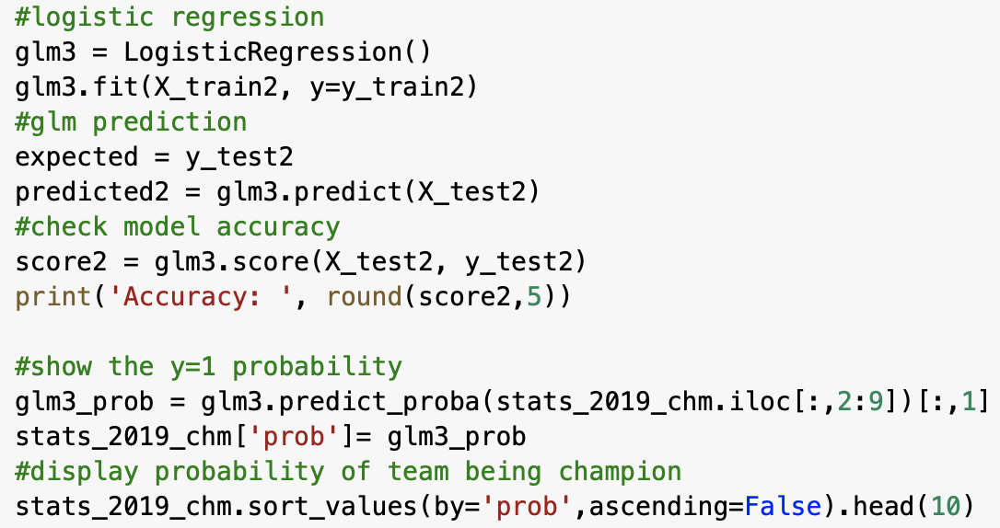 #logistic regression
glm3 = LogisticRegression()
glm3.fit(X_train2, y=y_train2)
#glm prediction
expected = y_test2
predicted2 = glm3.predict(X_test2)
#check model accuracy
score2 = glm3.score(X_test2, y_test2)
print('Accuracy: ', round(score2,5))

#show the y=1 probability
glm3_prob = glm3.predict_proba(stats_2019_chm.iloc[:,2:9])[:,1]
stats_2019_chm['prob']= glm3_prob
#display probability of team being champion
stats_2019_chm.sort_values(by='prob',ascending=False).head(10)